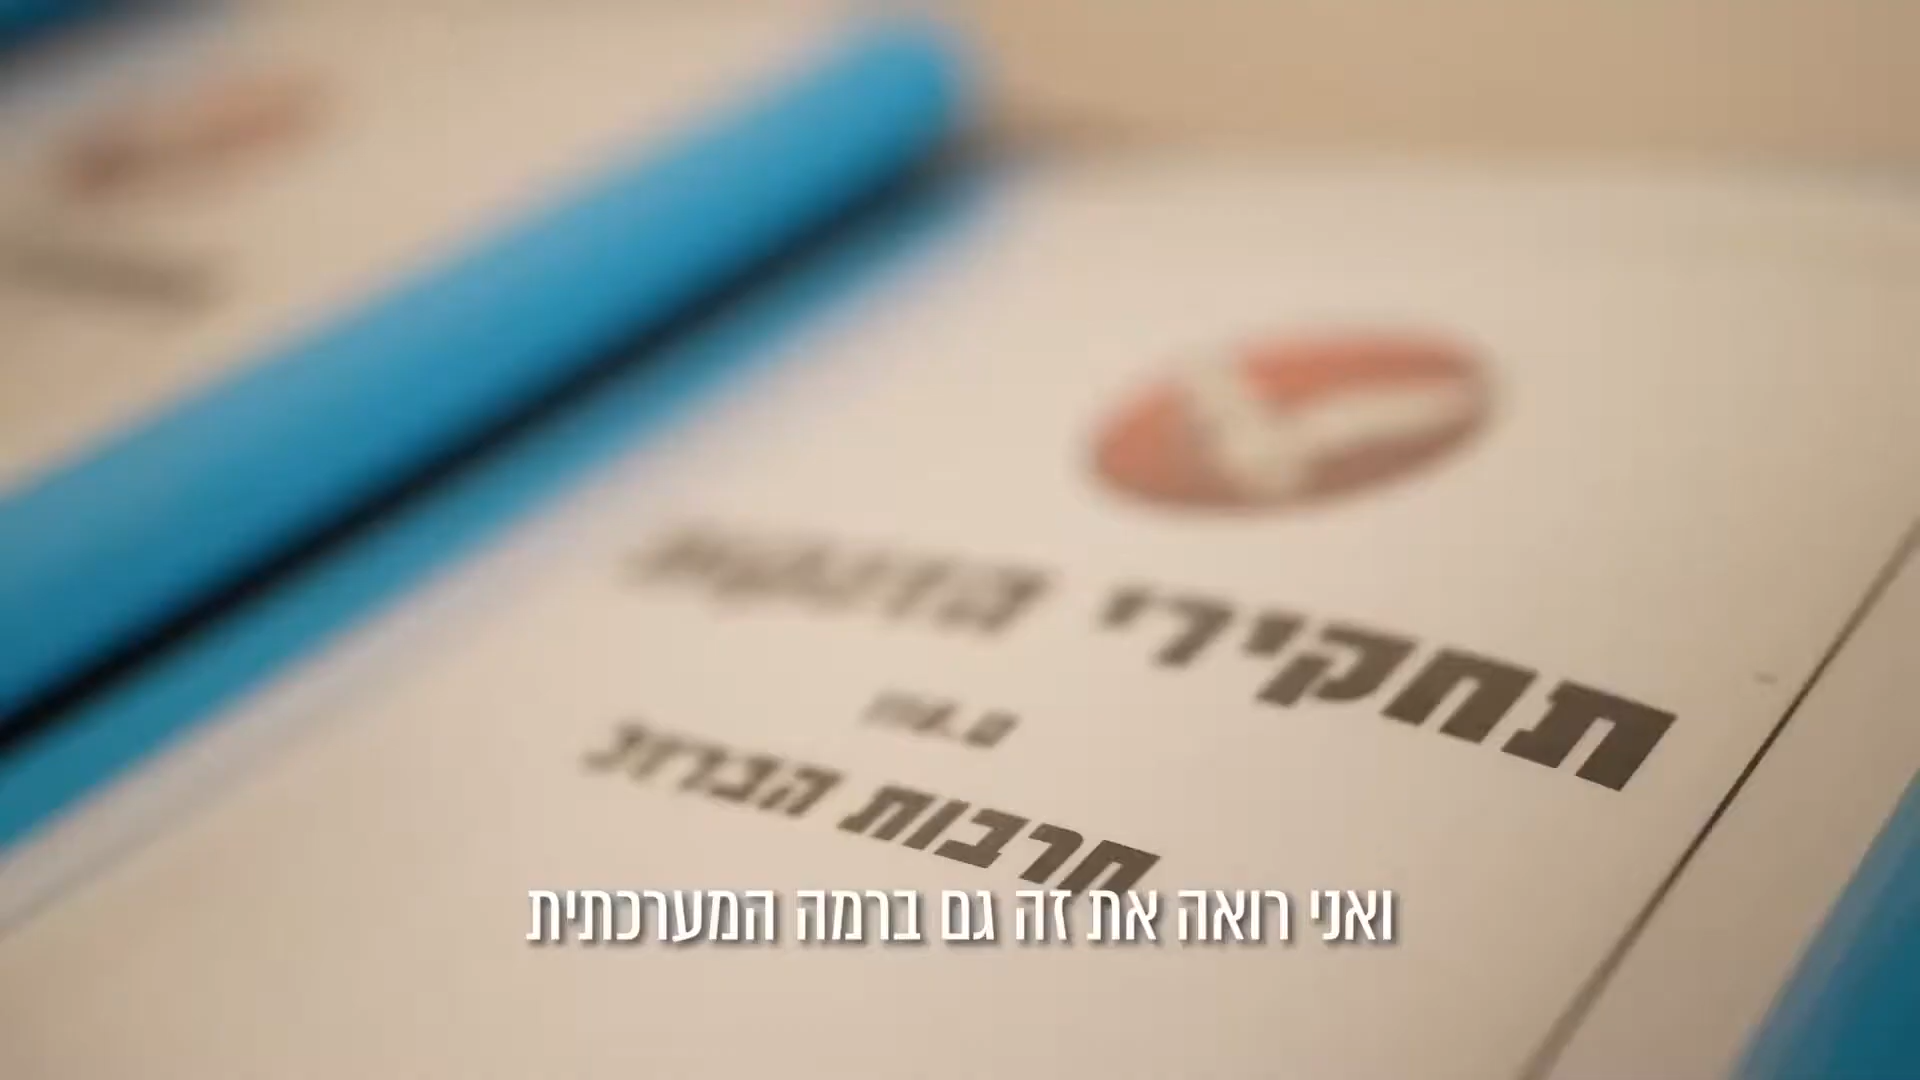 תחקירי
חרבות הברזל
ואני רואה את זה גם ברמה המערכתית